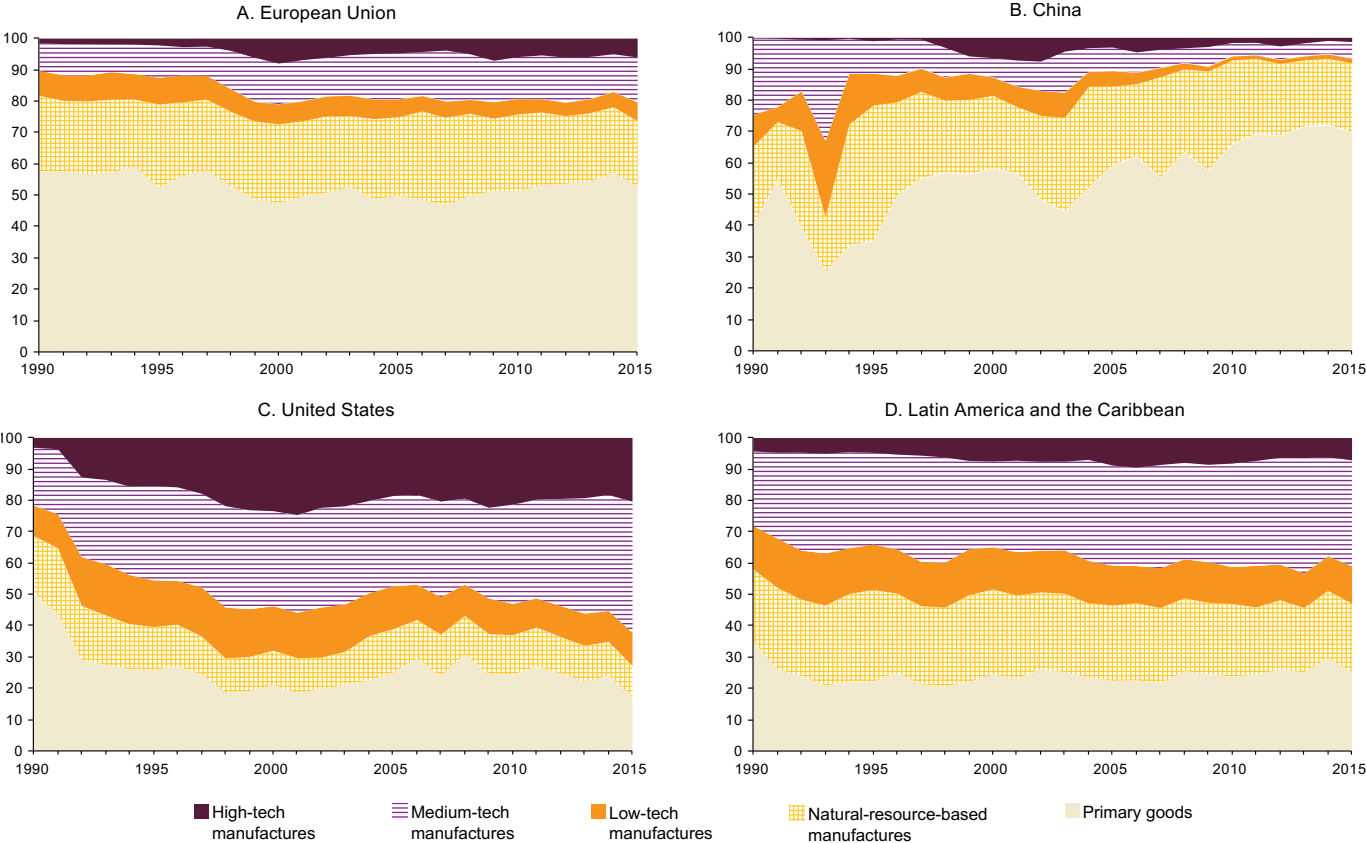 A. European Union
100
90
80
70
60
50
40
30
20
10
0
1990 1995 2000 2005 2010 2015
B. China
100
90
80
70
60
50
40
30
20
10
0
1990 1995 2000 2005 2010 2015
C. United States
100
90
80
70
60
50
40
30
20
10
0
1990 1995 2000 2005 2010 2015
D. Latin America and the Caribbean
100
90
80
70
60
50
40
30
20
10
0
1990 1995 2000 2005 2010 2015
High-tech
manufactures
Medium-tech
manufactures
Low-tech
manufactures
Natural-resource-based
manufactures
Primary goods